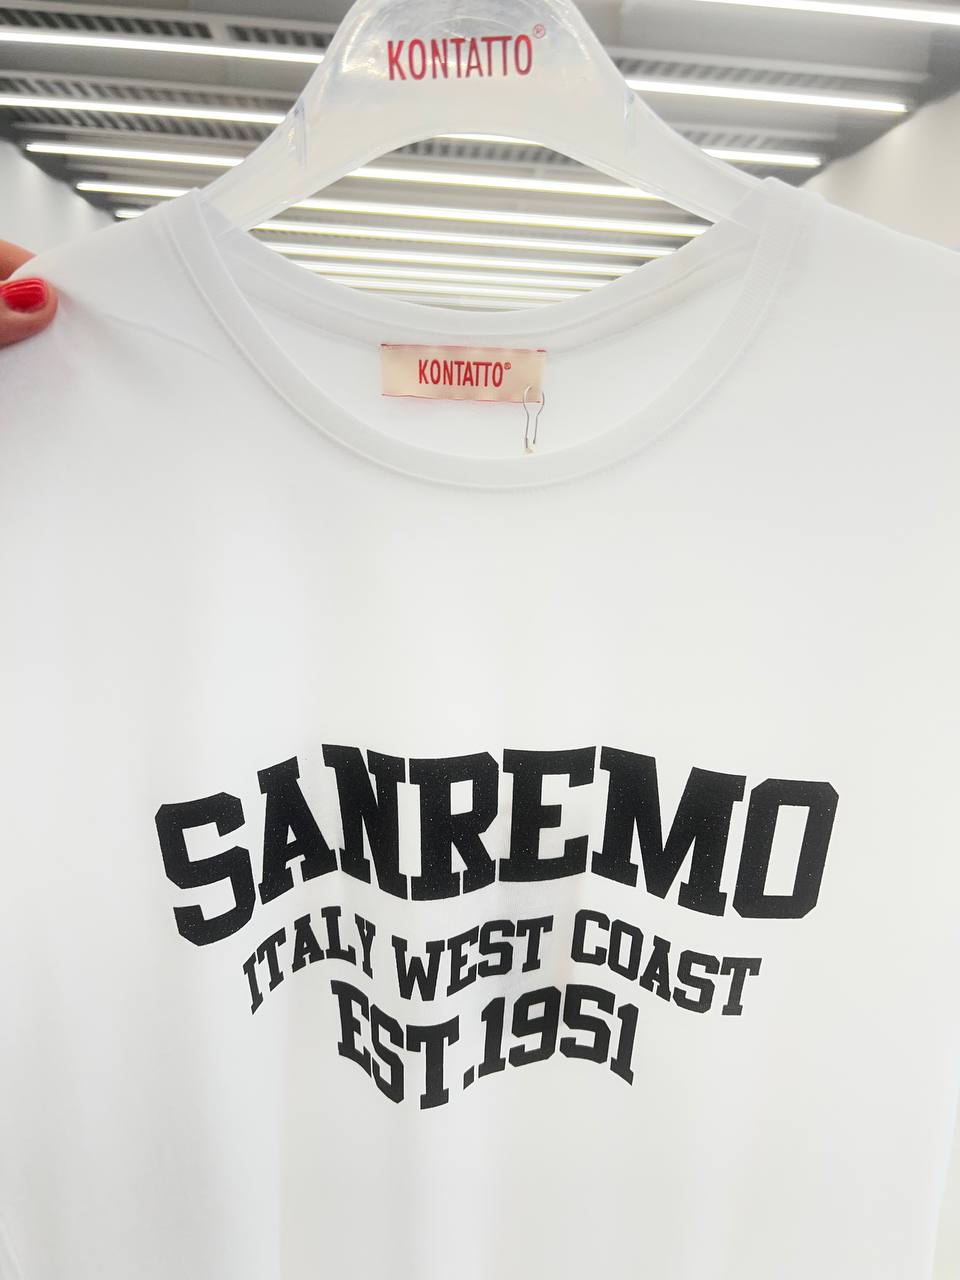 KONTATTO®
KONTATTO®
SANREMO
ITALY WEST COAST
EST.1951